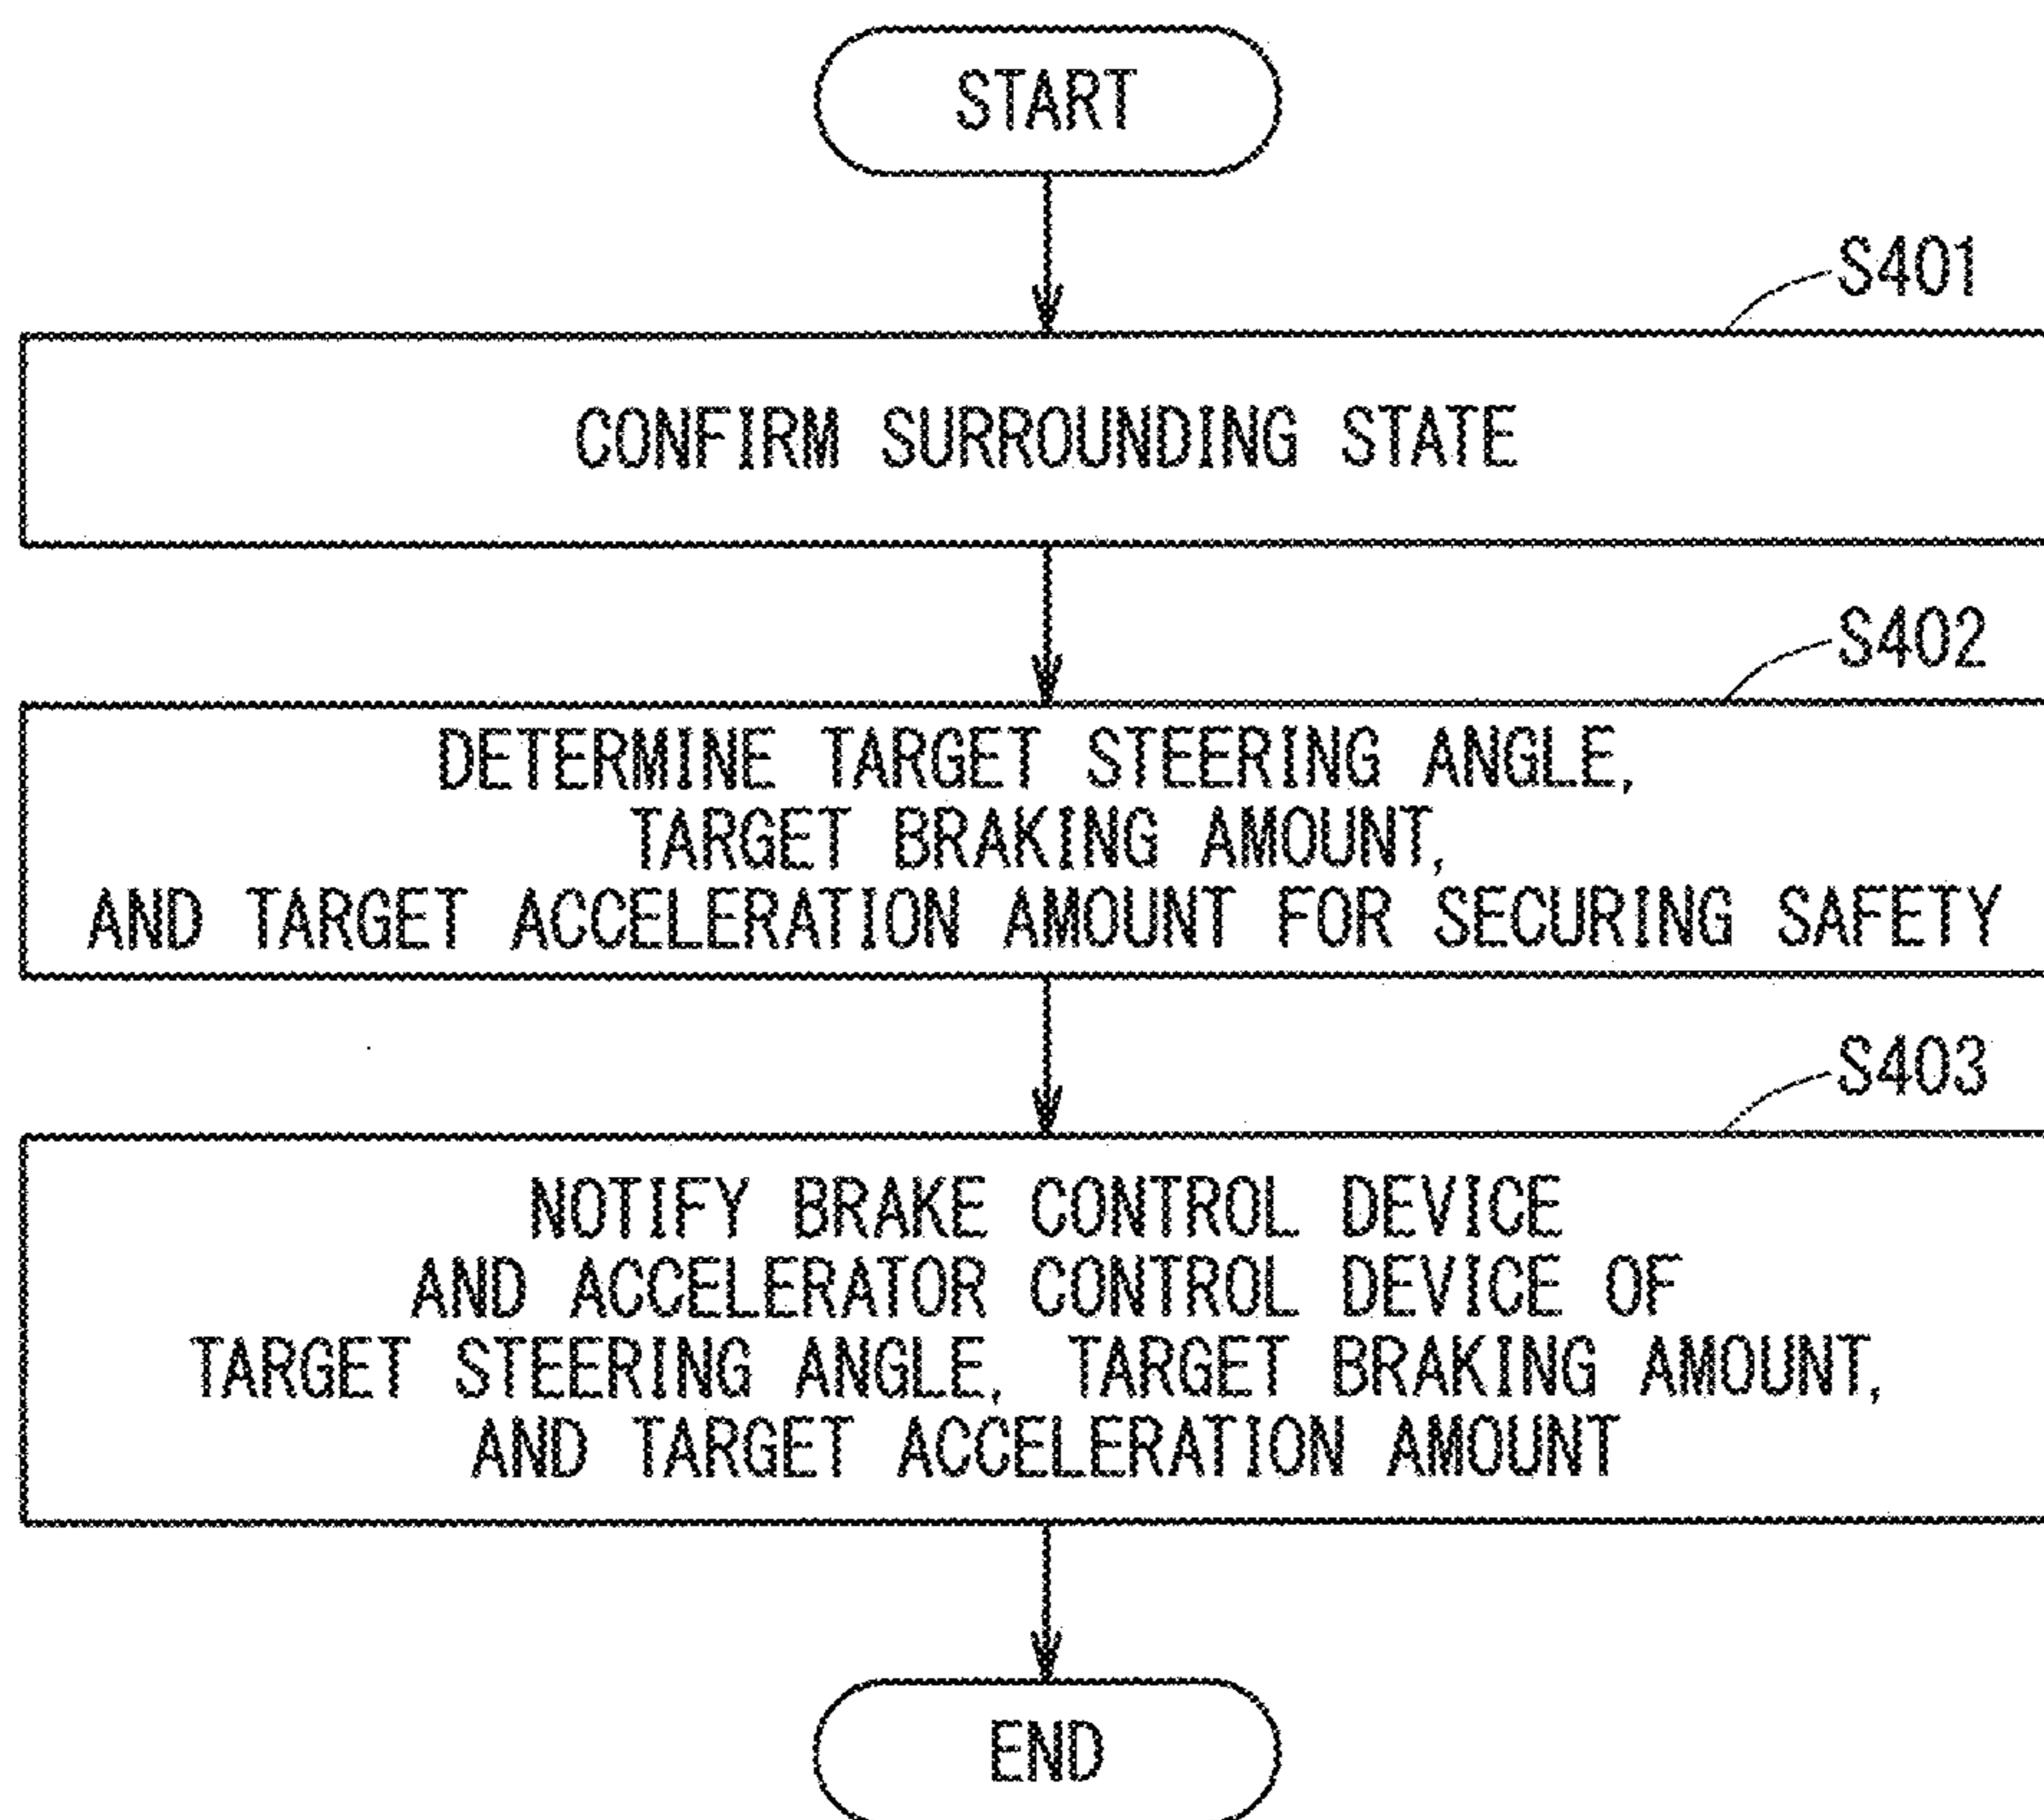 START
S401
CONFIRM SURROUNDING STATE
S402
DETERMINE TARGET STEERING ANGLE,
TARGET BRAKING AMOUNT,
AND TARGET ACCELERATION AMOUNT FOR SECURING SAFETY
S403
NOTIFY BRAKE CONTROL DEVICE
AND ACCELERATOR CONTROL DEVICE OF
TARGET STEERING ANGLE, TARGET BRAKING AMOUNT,
AND TARGET ACCELERATION AMOUNT
END